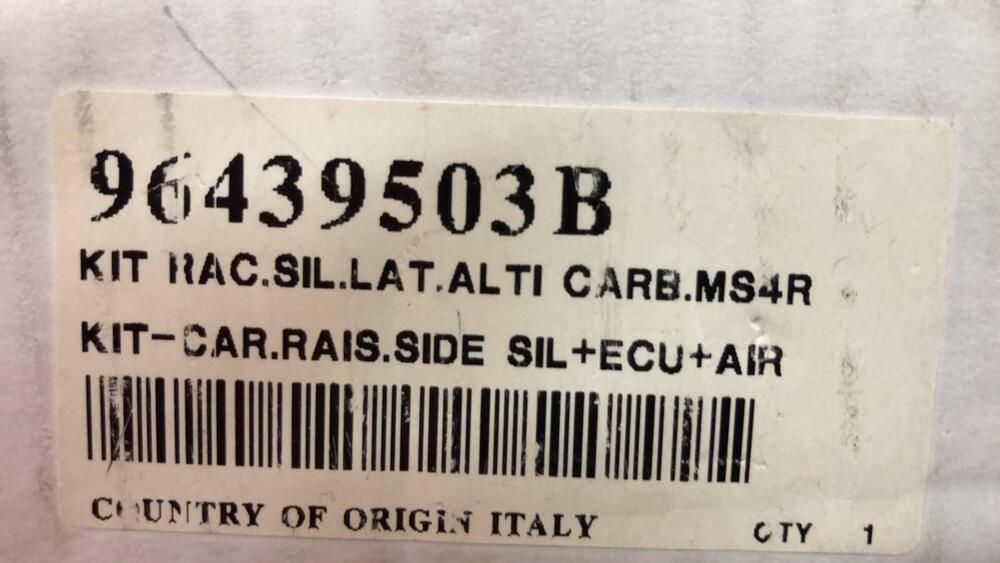 96439503B
KIT RAC.SIL.LAT.ALTI CARB.MS4R
KIT-CAR.RAIS.SIDE SIL+ECU+AIR
COUNTRY OF ORIGIN ITALY
QTY 1